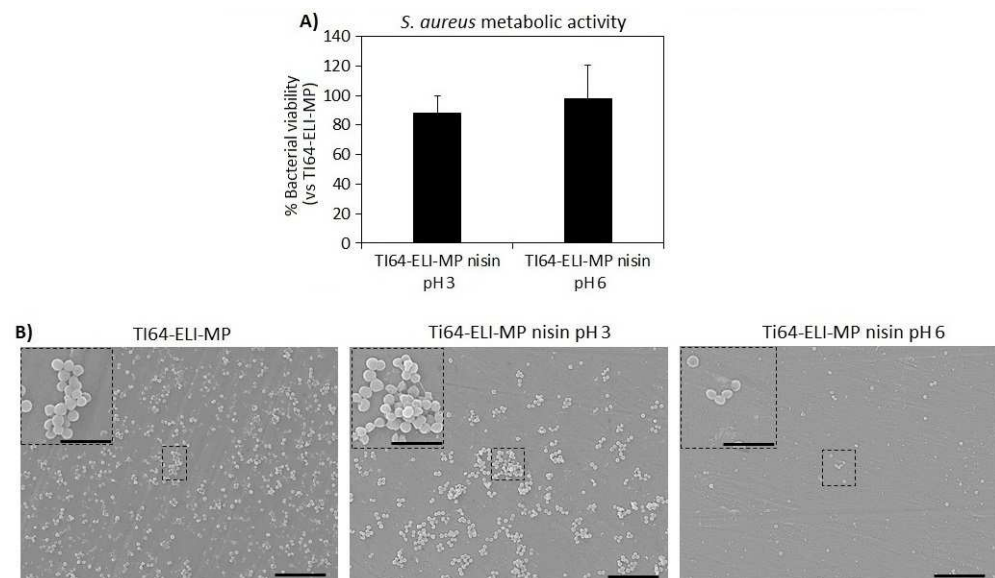 A)
S. aureus metabolic activity
% Bacterial viability
(vs TI64-ELI-MP)
140
120
100
80
60
40
20
0
TI64-ELI-MP nisin
pH 3
TI64-ELI-MP nisin
pH 6
B)
TI64-ELI-MP
Ti64-ELI-MP nisin pH 3
Ti64-ELI-MP nisin pH 6